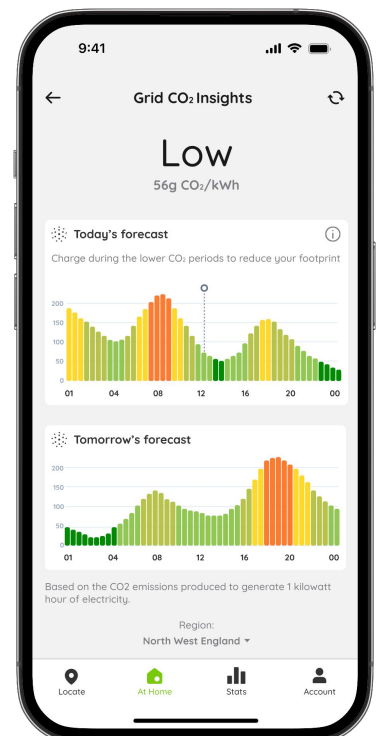 9:41
Grid CO₂ Insights
Low
56g CO₂/kWh
Today's forecast
Charge during the lower CO₂ periods to reduce your footprint
200
150
100
50
0
01 04 08 12 16 20 00
Tomorrow's forecast
200
150
100
50
0
01 04 08 12 16 20 00
Based on the CO2 emissions produced to generate 1 kilowatt
hour of electricity.
Region:
North West England
Locate At Home Stats Account